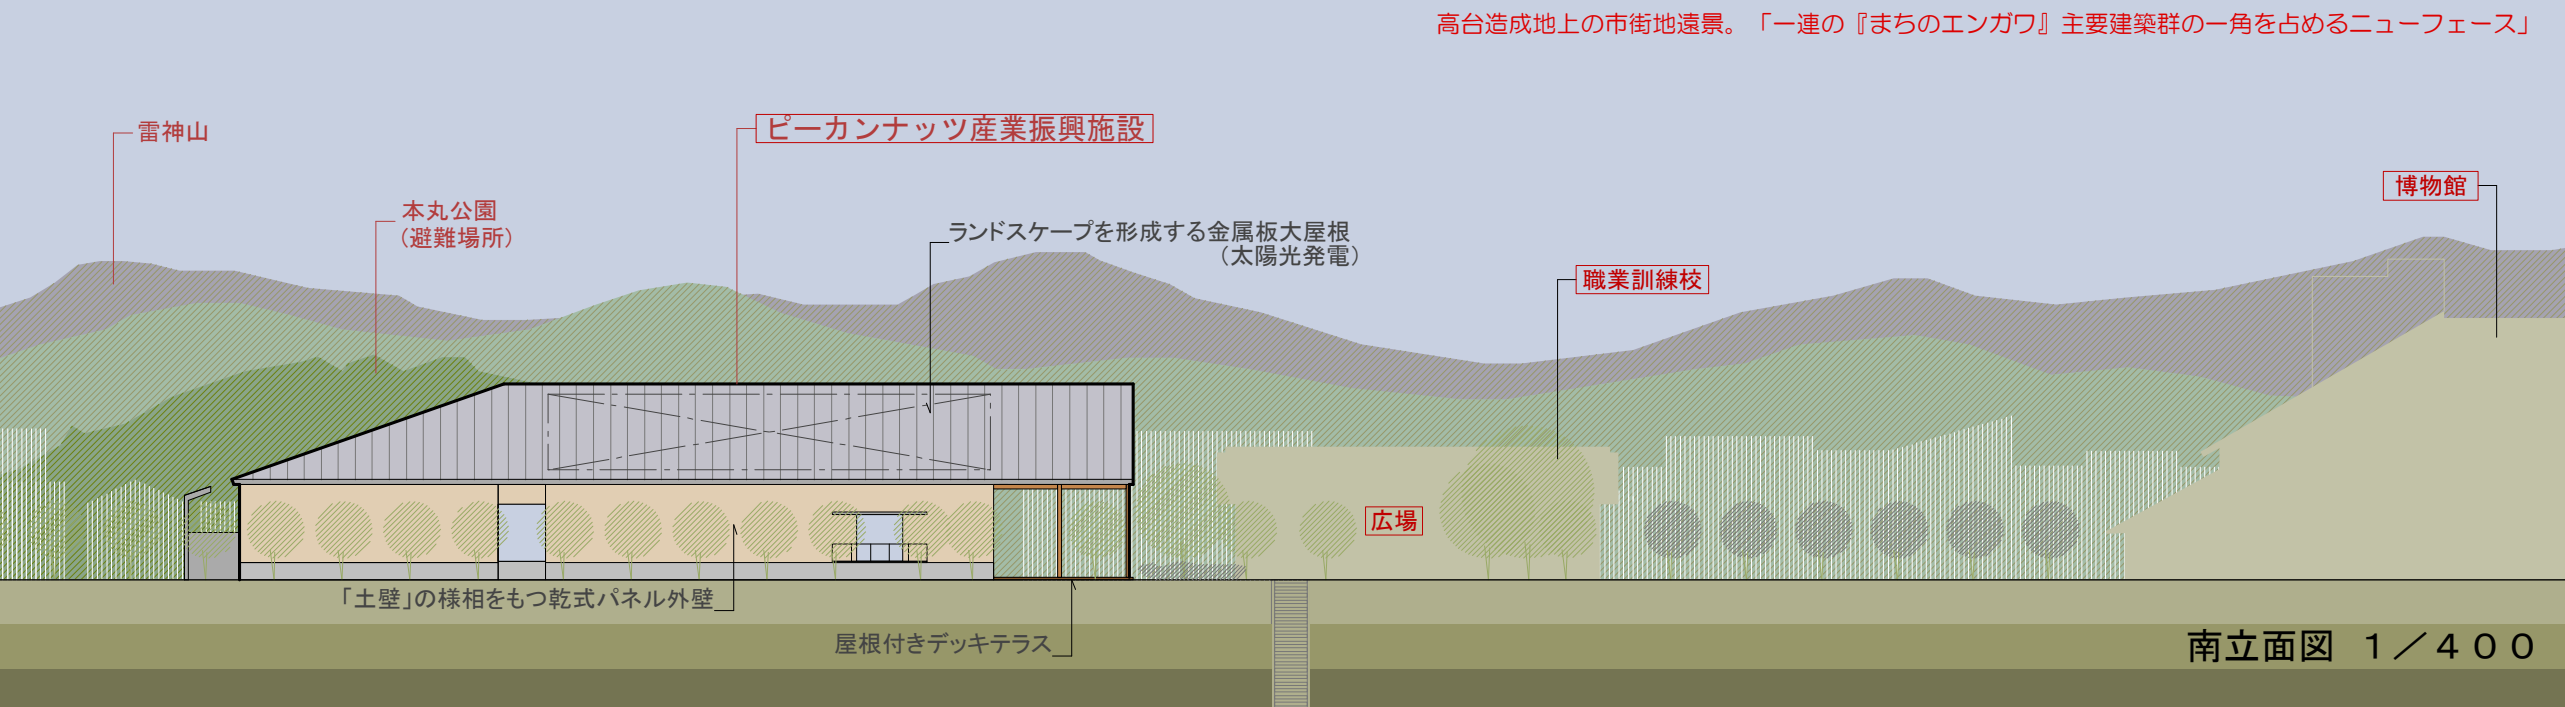 高台造成地上の市街地遠景。「一連の『まちのエンガワ』主要建築群の一角を占めるニューフェース」
雷神山
ピーカンナッツ産業振興施設
博物館
本丸公園
（避難場所）
ランドスケープを形成する金属板大屋根
（太陽光発電）
職業訓練校
広場
「土壁」の様相をもつ乾式パネル外壁
屋根付きデッキテラス
南立面図 １／４００